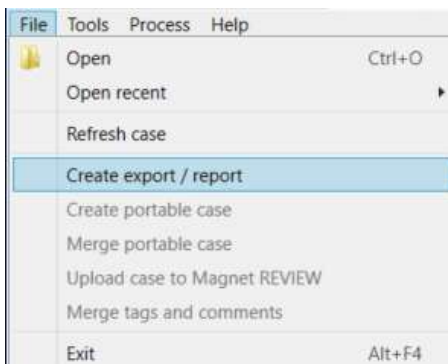 File Tools Process Help
Open Ctrl+O
Open recent
Refresh case
Create export / report
Create portable case
Merge portable case
Upload case to Magnet REVIEW
Merge tags and comments
Exit Alt+F4